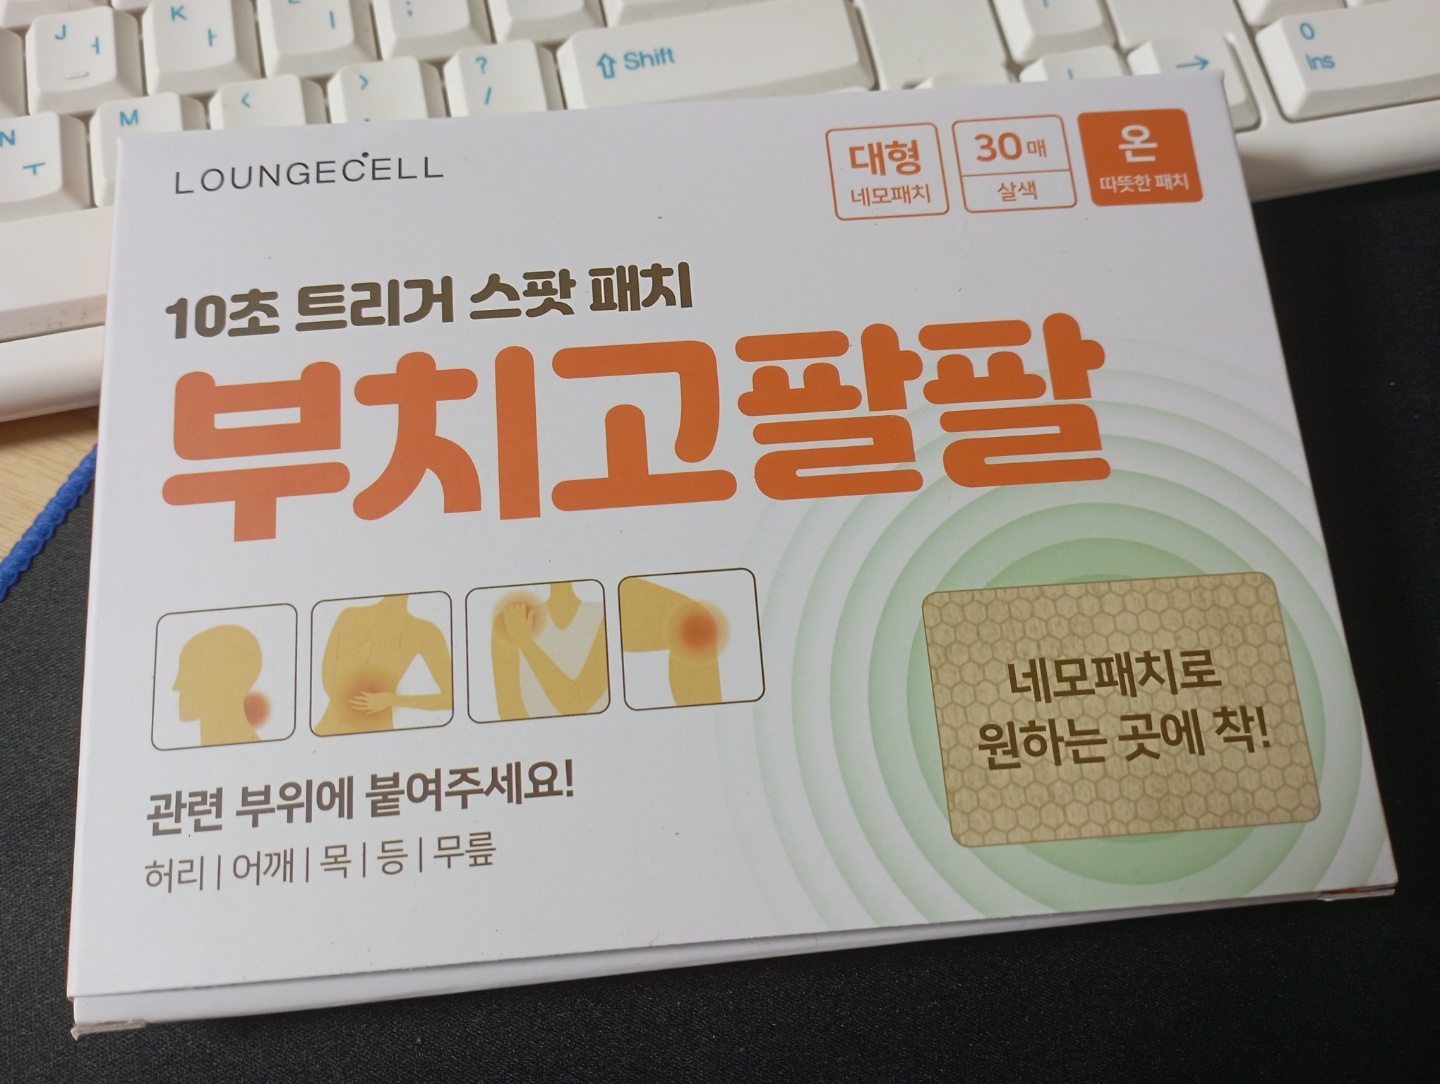 J ㅓ
K ㅏ
ㅣ
;
⇧ Shift
0
Ins
N ㅜ
M
<
>
?
/
→
LOUNGECELL
대형
네모패치
30매
살색
온
따뜻한 패치
10초 트리거 스팟 패치
부치고팔팔
네모패치로
원하는 곳에 착!
관련 부위에 붙여주세요!
허리 | 어깨 | 목 | 등 | 무릎